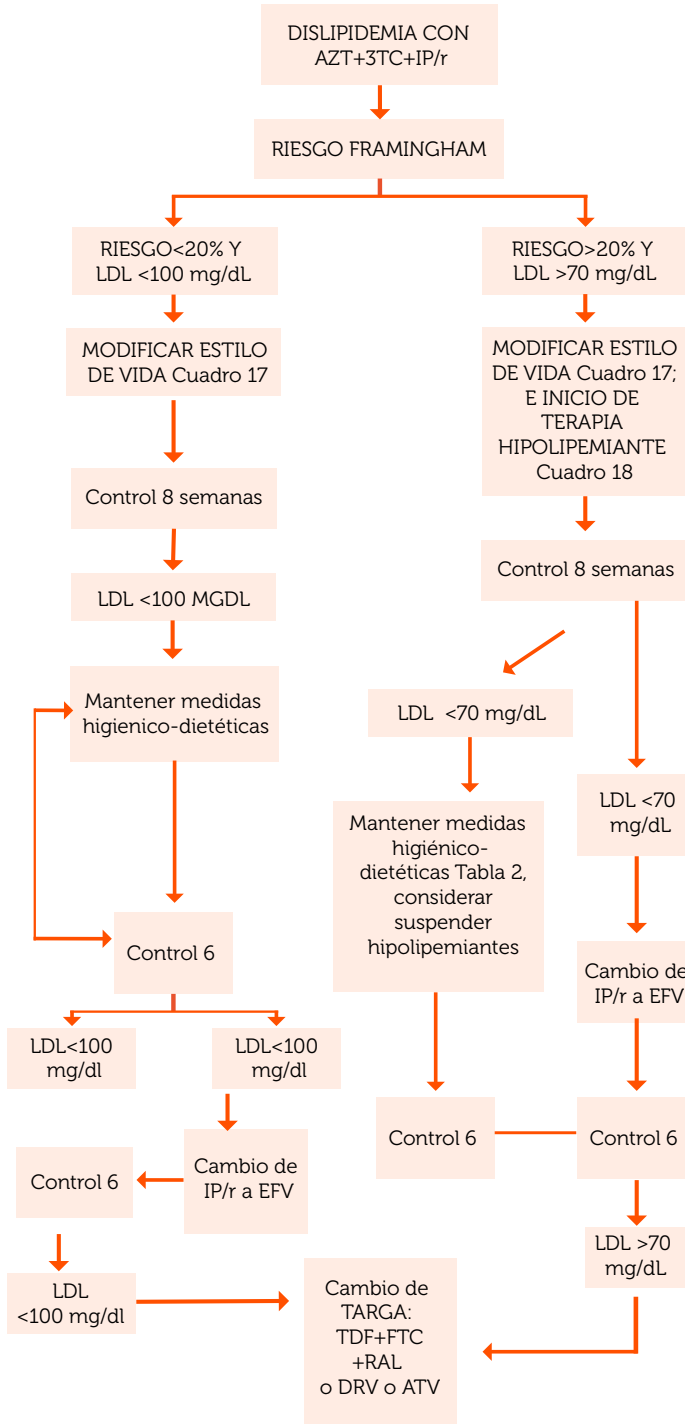 DISLIPIDEMIA CON
AZT+3TC+IP/r
RIESGO FRAMINGHAM
RIESGO<20% Y
LDL <100 mg/dL
MODIFICAR ESTILO
DE VIDA Cuadro 17
Control 8 semanas
LDL <100 MGDL
Mantener medidas
higienico-dietéticas
Control 6
LDL<100
mg/dl
LDL<100
mg/dl
Cambio de
IP/r a EFV
Control 6
LDL
<100 mg/dl
RIESGO>20% Y
LDL >70 mg/dL
MODIFICAR ESTILO
DE VIDA Cuadro 17;
E INICIO DE
TERAPIA
HIPOLIPEMIANTE
Cuadro 18
Control 8 semanas
LDL <70 mg/dL
Mantener medidas
higiénico-
dietéticas Tabla 2,
considerar
suspender
hipolipemiantes
Control 6
LDL <70
mg/dL
Cambio de
IP/r a EFV
Control 6
LDL >70
mg/dL
Cambio de
TARGA:
TDF+FTC
+RAL
o DRV o ATV